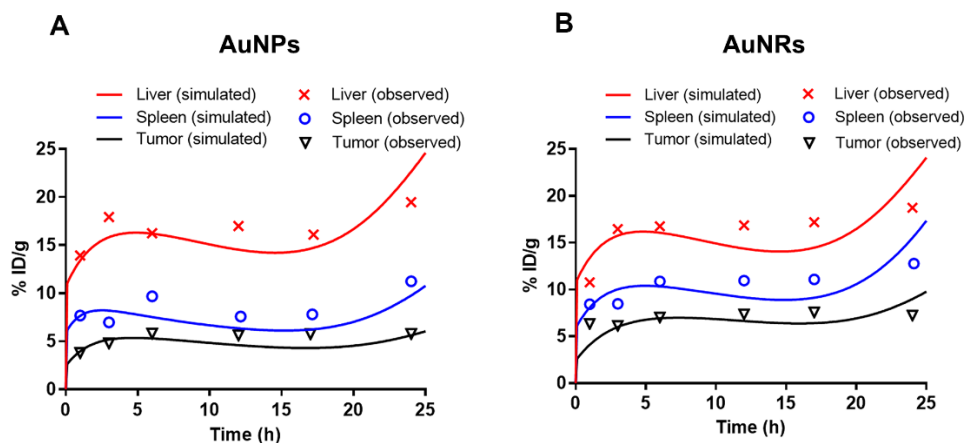 A
AuNPs
Liver (simulated)
Liver (observed)
Spleen (simulated)
Spleen (observed)
Tumor (simulated)
Tumor (observed)
% ID/g
25
20
15
10
5
0
0 5 10 15 20 25
Time (h)
B
AuNRs
Liver (simulated)
Liver (observed)
Spleen (simulated)
Spleen (observed)
Tumor (simulated)
Tumor (observed)
% ID/g
25
20
15
10
5
0
0 5 10 15 20 25
Time (h)